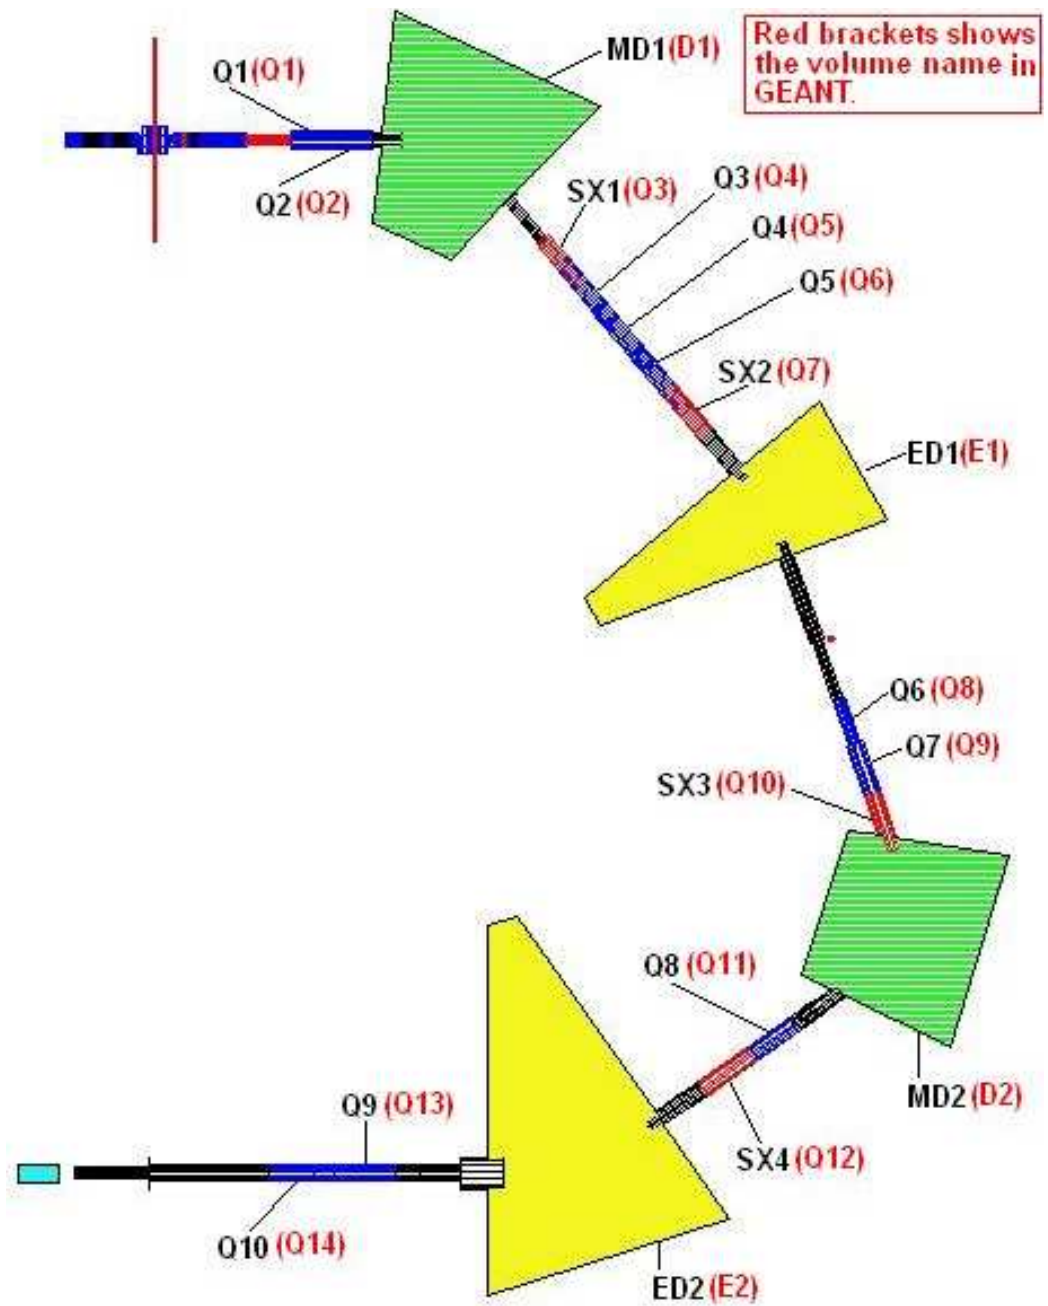 Red brackets shows
the volume name in
GEANT.
MD1(D1)
Q1(Q1)
Q2(Q2)
SX1(Q3)
Q3(Q4)
Q4(Q5)
Q5(Q6)
SX2(Q7)
ED1(E1)
Q6(Q8)
Q7(Q9)
SX3(Q10)
Q8(Q11)
MD2(D2)
Q9(Q13)
SX4(Q12)
Q10(Q14)
ED2(E2)